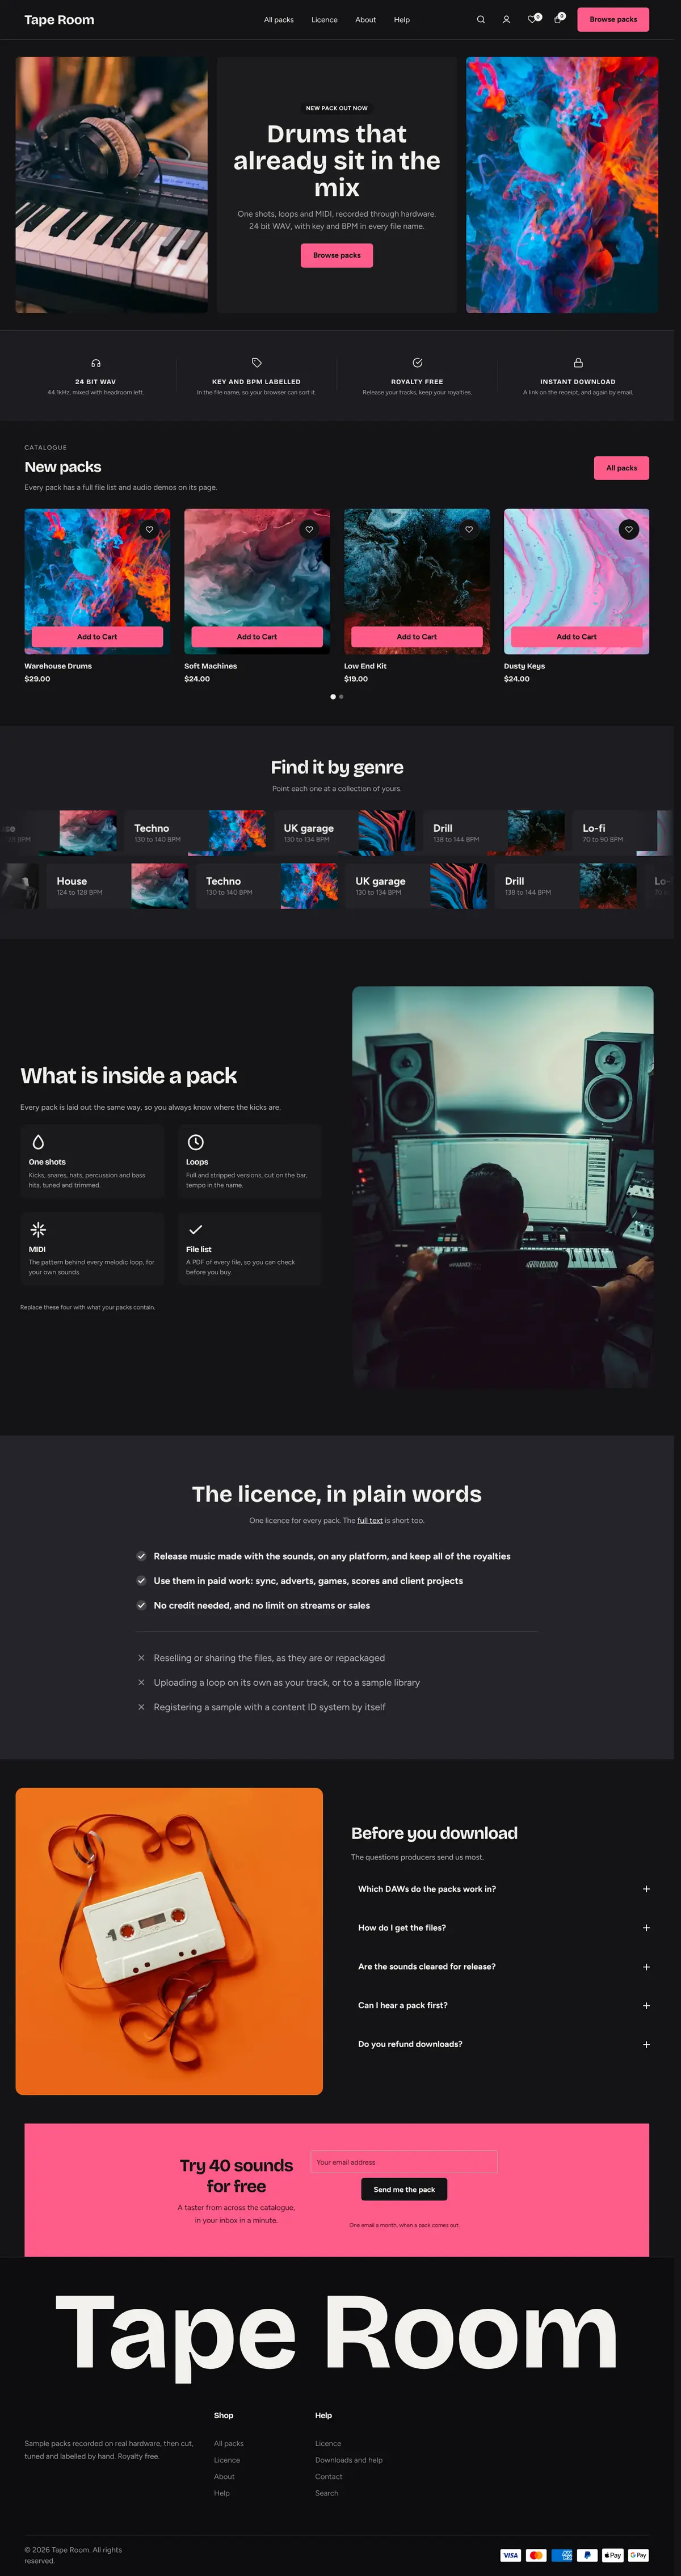 Tape Room
All packs
Licence
About
Help
0
0
Browse packs
NEW PACK OUT NOW
Drums that
already sit in the
mix
One shots, loops and MIDI, recorded through hardware.
24 bit WAV, with key and BPM in every file name.
Browse packs
24 BIT WAV
44.1kHz, mixed with headroom left.
KEY AND BPM LABELLED
In the file name, so your browser can sort it.
ROYALTY FREE
Release your tracks, keep your royalties.
INSTANT DOWNLOAD
A link on the receipt, and again by email.
CATALOGUE
New packs
Every pack has a full file list and audio demos on its page.
All packs
Add to Cart
Warehouse Drums
$29.00
Add to Cart
Soft Machines
$24.00
Add to Cart
Low End Kit
$19.00
Add to Cart
Dusty Keys
$24.00
Find it by genre
Point each one at a collection of yours.
Techno
130 to 140 BPM
UK garage
130 to 134 BPM
Drill
138 to 144 BPM
Lo-fi
70 to 90 BPM
House
124 to 128 BPM
Techno
130 to 140 BPM
UK garage
130 to 134 BPM
Drill
138 to 144 BPM
Lo-
What is inside a pack
Every pack is laid out the same way, so you always know where the kicks are.
One shots
Kicks, snares, hats, percussion and bass
hits, tuned and trimmed.
Loops
Full and stripped versions, cut on the bar,
tempo in the name.
MIDI
The pattern behind every melodic loop, for
your own sounds.
File list
A PDF of every file, so you can check
before you buy.
Replace these four with what your packs contain.
The licence, in plain words
One licence for every pack. The full text is short too.
Release music made with the sounds, on any platform, and keep all of the royalties
Use them in paid work: sync, adverts, games, scores and client projects
No credit needed, and no limit on streams or sales
Reselling or sharing the files, as they are or repackaged
Uploading a loop on its own as your track, or to a sample library
Registering a sample with a content ID system by itself
Before you download
The questions producers send us most.
Which DAWs do the packs work in?
How do I get the files?
Are the sounds cleared for release?
Can I hear a pack first?
Do you refund downloads?
Try 40 sounds
for free
A taster from across the catalogue,
in your inbox in a minute.
Your email address
Send me the pack
One email a month, when a pack comes out.
Tape Room
Sample packs recorded on real hardware, then cut,
tuned and labelled by hand. Royalty free.
Shop
All packs
Licence
About
Help
Help
Licence
Downloads and help
Contact
Search
© 2026 Tape Room. All rights
reserved.
VISA
Pay
G Pay